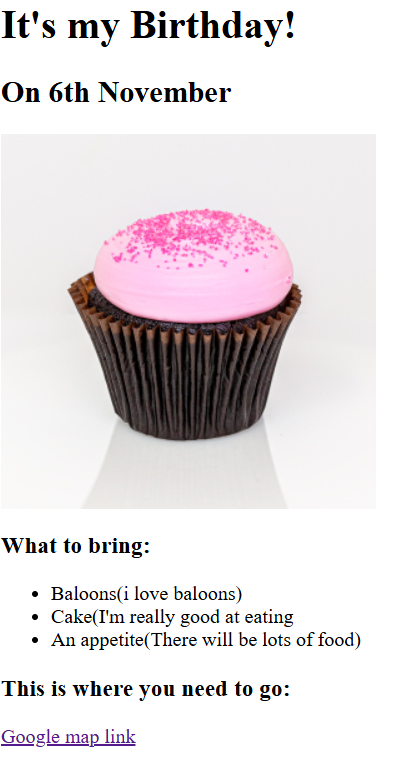 It's my Birthday!
On 6th November
What to bring:
Baloons(i love baloons)
Cake(I'm really good at eating
An appetite(There will be lots of food)
This is where you need to go:
Google map link